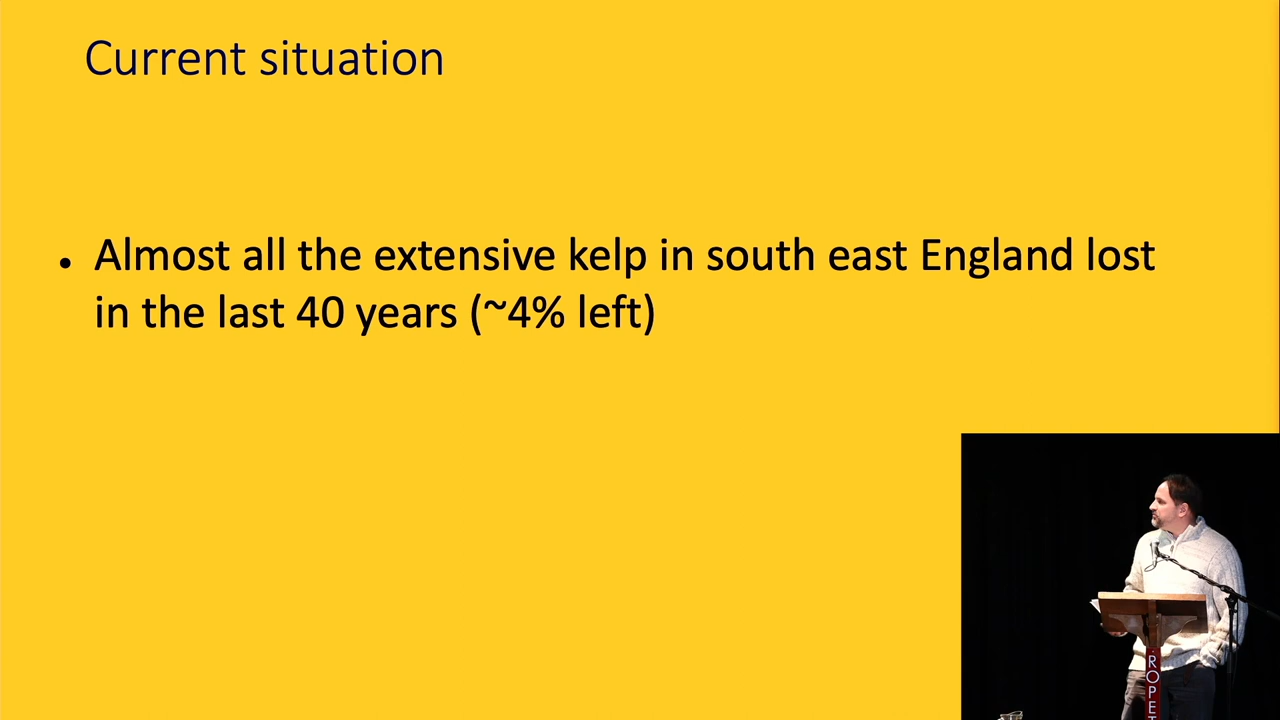 Current situation
• Almost all the extensive kelp in south east England lost
in the last 40 years (~4% left)
ROPET